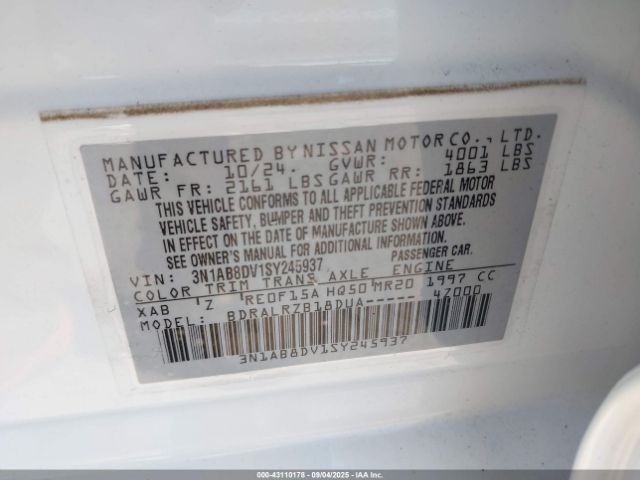 MANUFACTURED BY NISSAN MOTOR CO., LTD.
DATE: 10/24. GVWR: 4001 LBS
GAWR FR: 2161 LBS GAWR RR: 1863 LBS
THIS VEHICLE CONFORMS TO ALL APPLICABLE FEDERAL MOTOR
VEHICLE SAFETY, BUMPER AND THEFT PREVENTION STANDARDS
IN EFFECT ON THE DATE OF MANUFACTURE SHOWN ABOVE.
SEE OWNER'S MANUAL FOR ADDITIONAL INFORMATION.
VIN: 3N1AB8DV1SY245937 PASSENGER CAR.
COLOR TRIM TRANS AXLE ENGINE
XAB Z RE0F15A HQ50 MR20 1997 CC
MODEL: BDRALRZB18DUA----- 4Z000
3N1AB8DV1SY245937
000-43110178 - 09/04/2025 - IAAI.COM